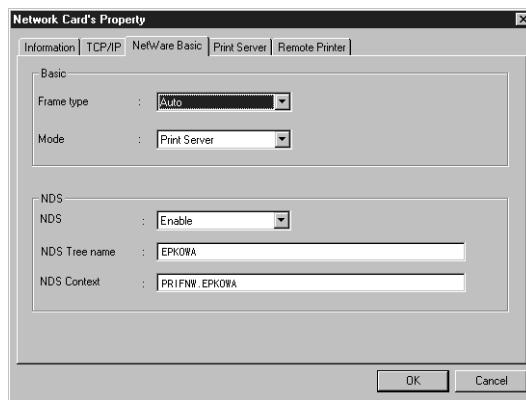 Network Card's Property
Information TCP/IP NetWare Basic Print Server Remote Printer
Basic
Frame type : Auto
Mode : Print Server
NDS
NDS : Enable
NDS Tree name : EPKOWA
NDS Context : PRIFNW.EPKOWA
OK Cancel